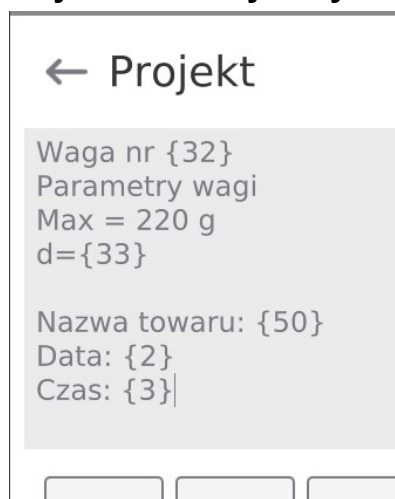 ← Projekt
Waga nr {32}
Parametry wagi
Max = 220 g
d={33}
Nazwa towaru: {50}
Data: {2}
Czas: {3}